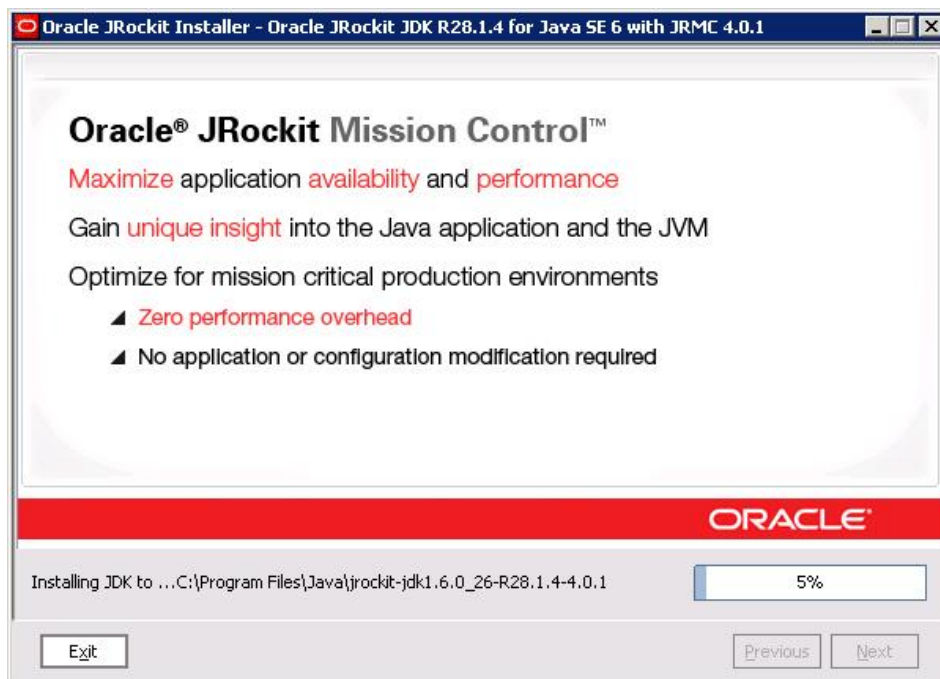 Oracle JRockit Installer - Oracle JRockit JDK R28.1.4 for Java SE 6 with JRMC 4.0.1
Oracle® JRockit Mission Control™
Maximize application availability and performance
Gain unique insight into the Java application and the JVM
Optimize for mission critical production environments
Zero performance overhead
No application or configuration modification required
ORACLE®
Installing JDK to ...C:\Program Files\Java\jrockit-jdk1.6.0_26-R28.1.4-4.0.1 5%
Exit Previous Next